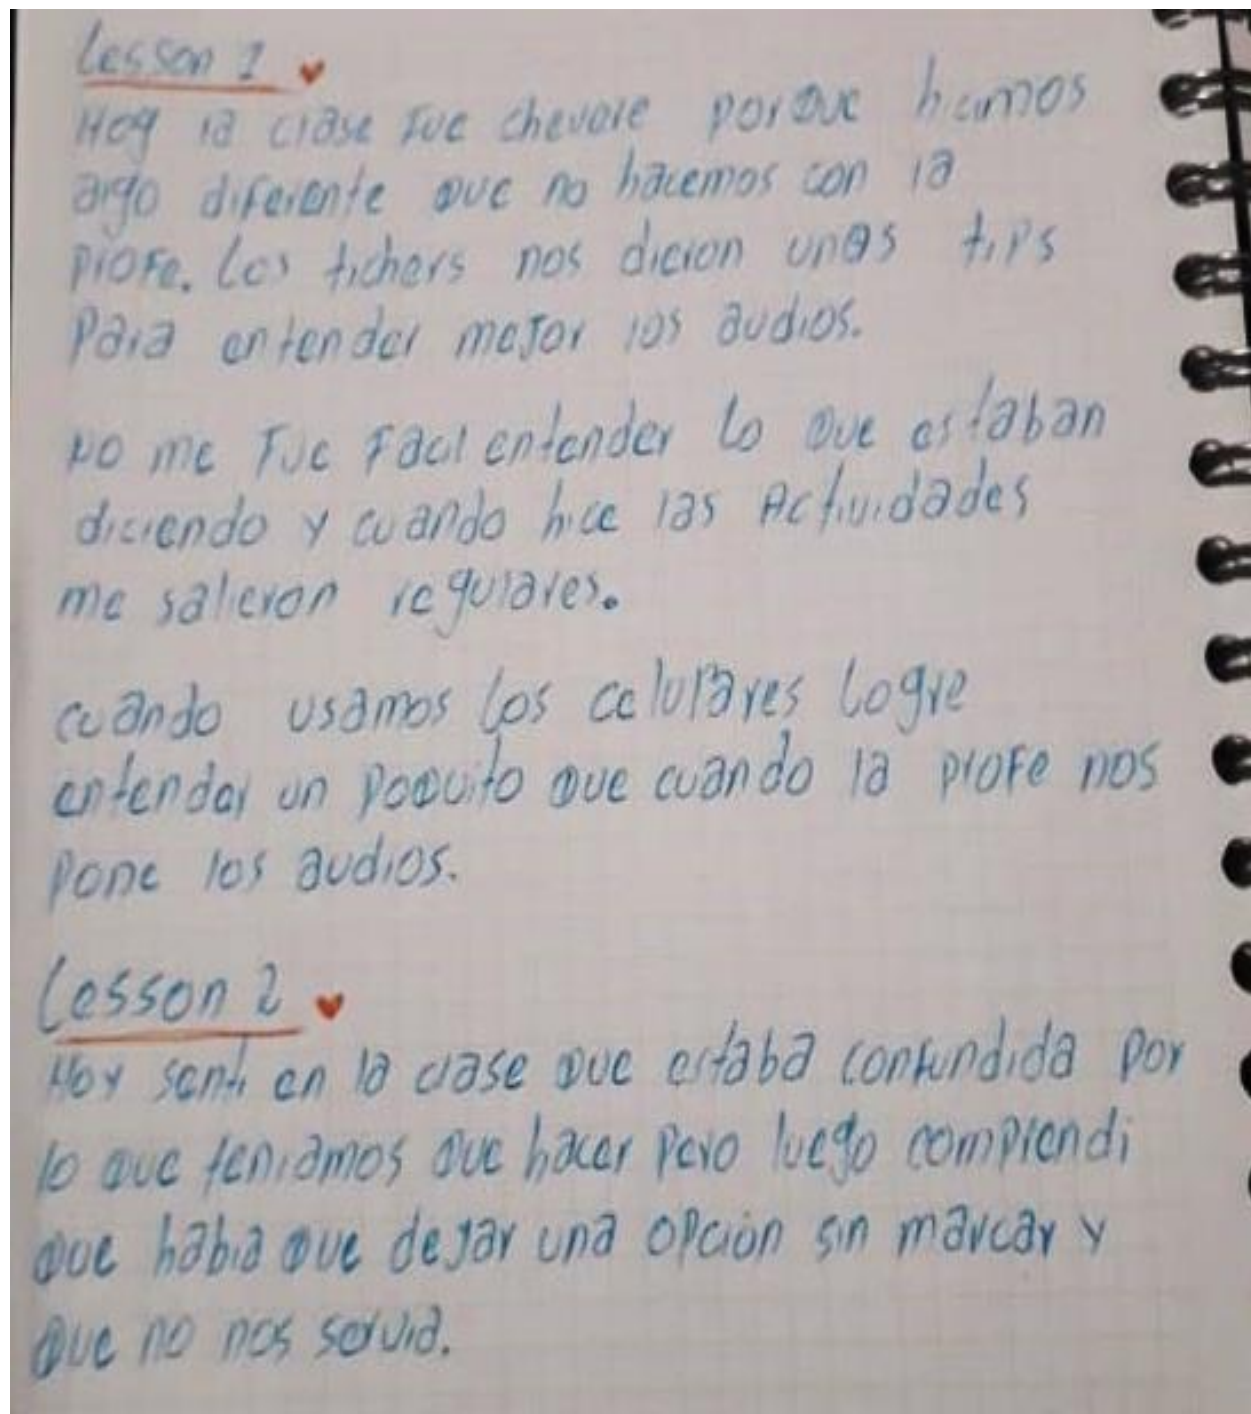 Lesson 1
Hoy la clase fue chevere porque hicimos
algo diferente que no hacemos con la
profe. Los tichers nos dieron unos tips
para entender mejor los audios.
No me fue facil entender lo que estaban
diciendo y cuando hice las Actividades
me salieron regulares.
cuando usamos los celulares logre
entender un poquito que cuando la profe nos
pone los audios.
Lesson 2
Hoy senti en la clase que estaba confundida por
lo que teniamos que hacer pero luego comprendi
que habia que dejar una opcion sin marcar y
que no nos servia.